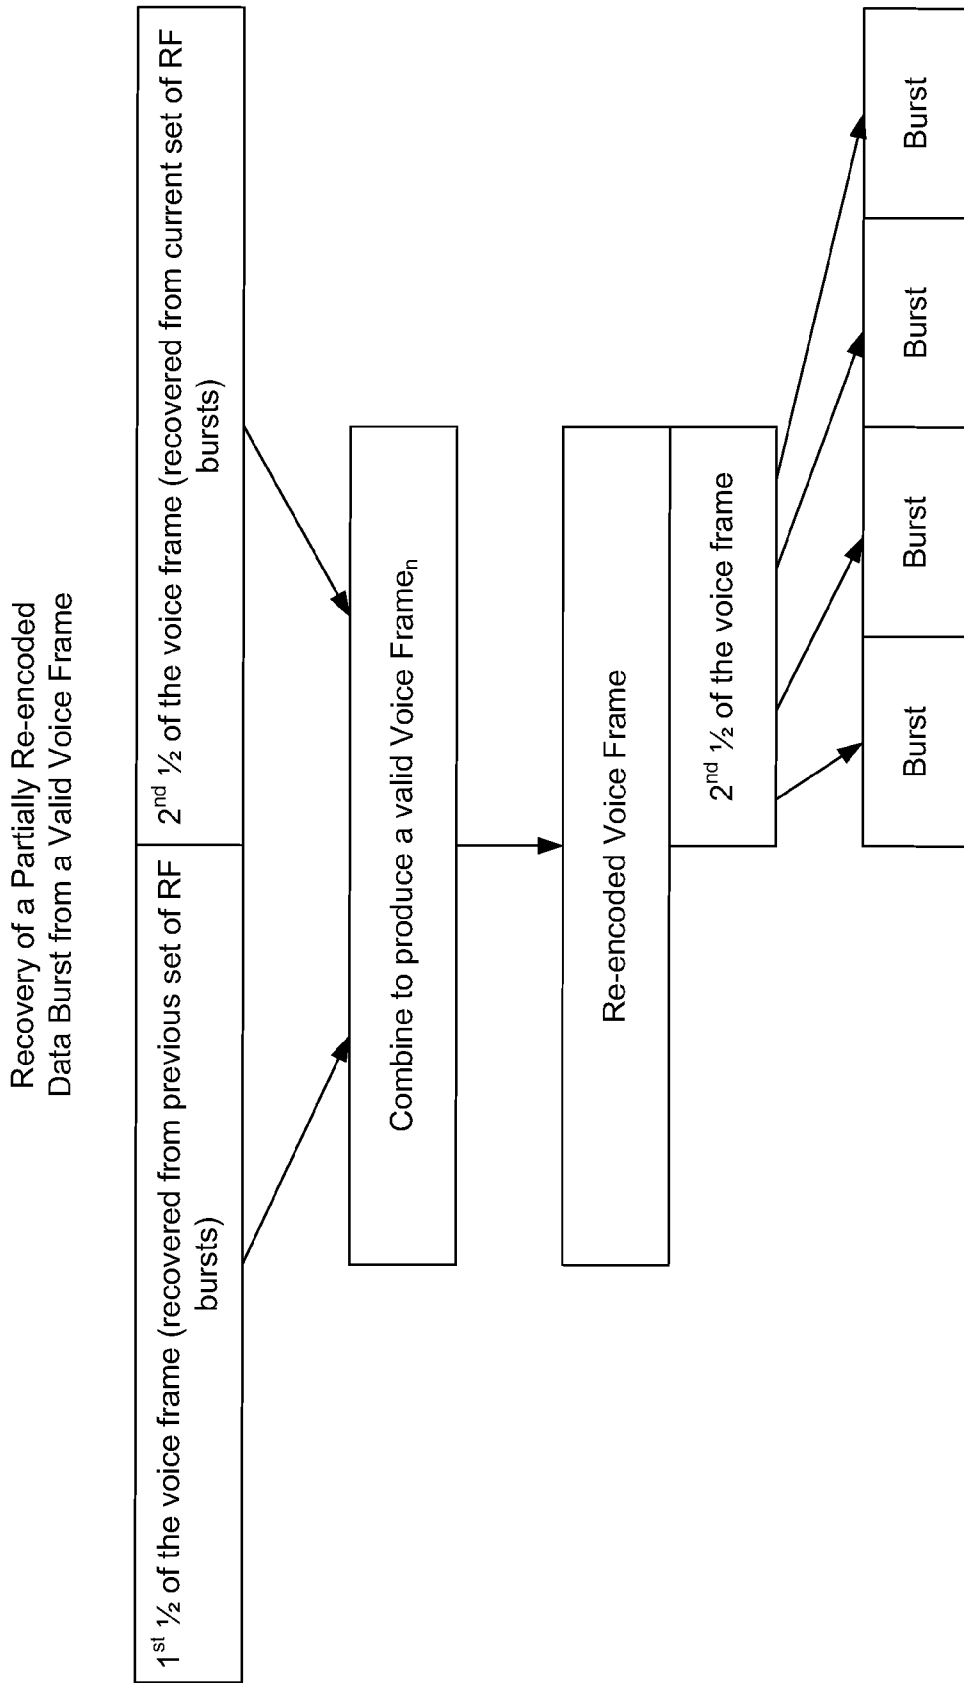 Recovery of a Partially Re-encoded
Data Burst from a Valid Voice Frame
1st ½ of the voice frame (recovered from previous set of RF
bursts)
2nd ½ of the voice frame (recovered from current set of RF
bursts)
Combine to produce a valid Voice Framen
Re-encoded Voice Frame
2nd ½ of the voice frame
Burst
Burst
Burst
Burst